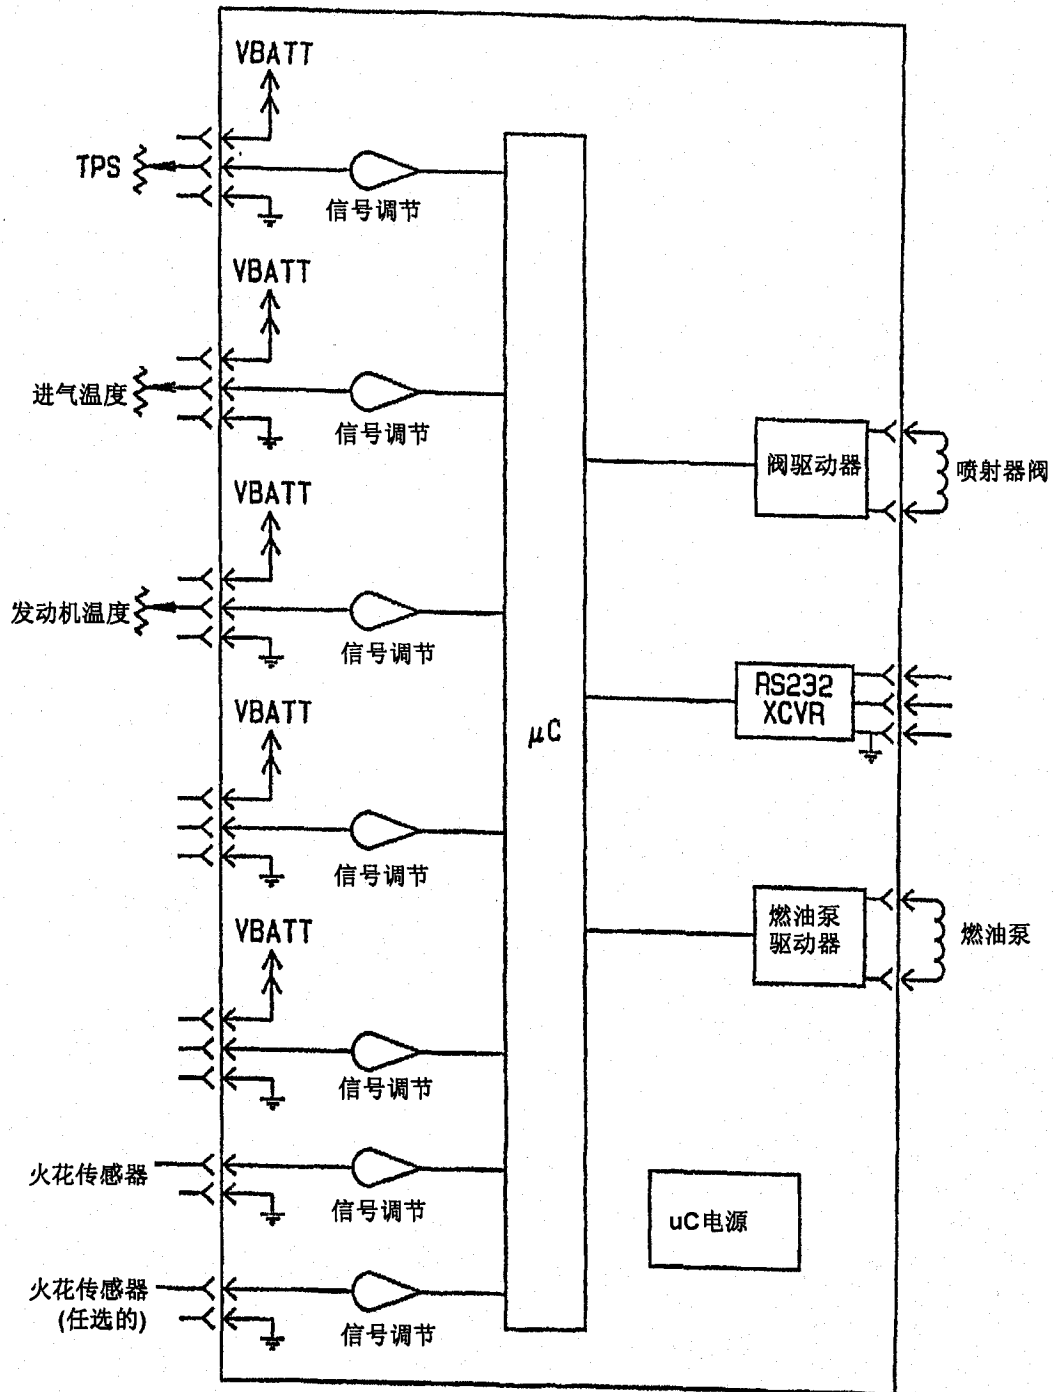 VBATT
TPS
信号调节
VBATT
进气温度
信号调节
VBATT
发动机温度
信号调节
VBATT
信号调节
VBATT
信号调节
火花传感器
信号调节
火花传感器
(任选的)
信号调节
μC
阀驱动器
喷射器阀
RS232
XCVR
燃油泵
驱动器
燃油泵
uC电源